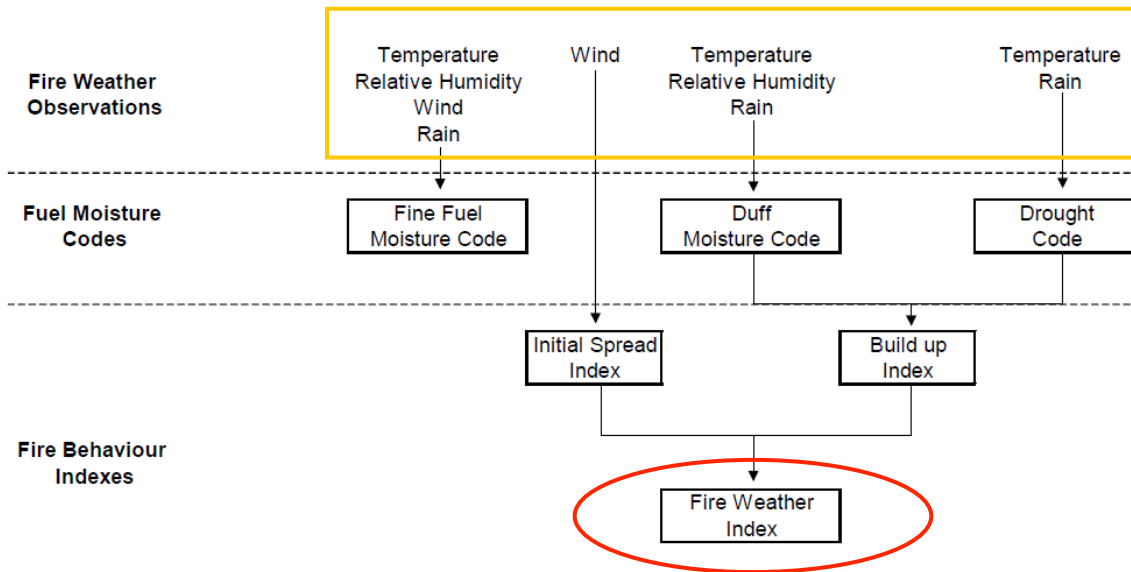 Fire Weather
Observations
Temperature
Relative Humidity
Wind
Rain
Wind
Temperature
Relative Humidity
Rain
Temperature
Rain
Fuel Moisture
Codes
Fine Fuel
Moisture Code
Duff
Moisture Code
Drought
Code
Initial Spread
Index
Build up
Index
Fire Behaviour
Indexes
Fire Weather
Index